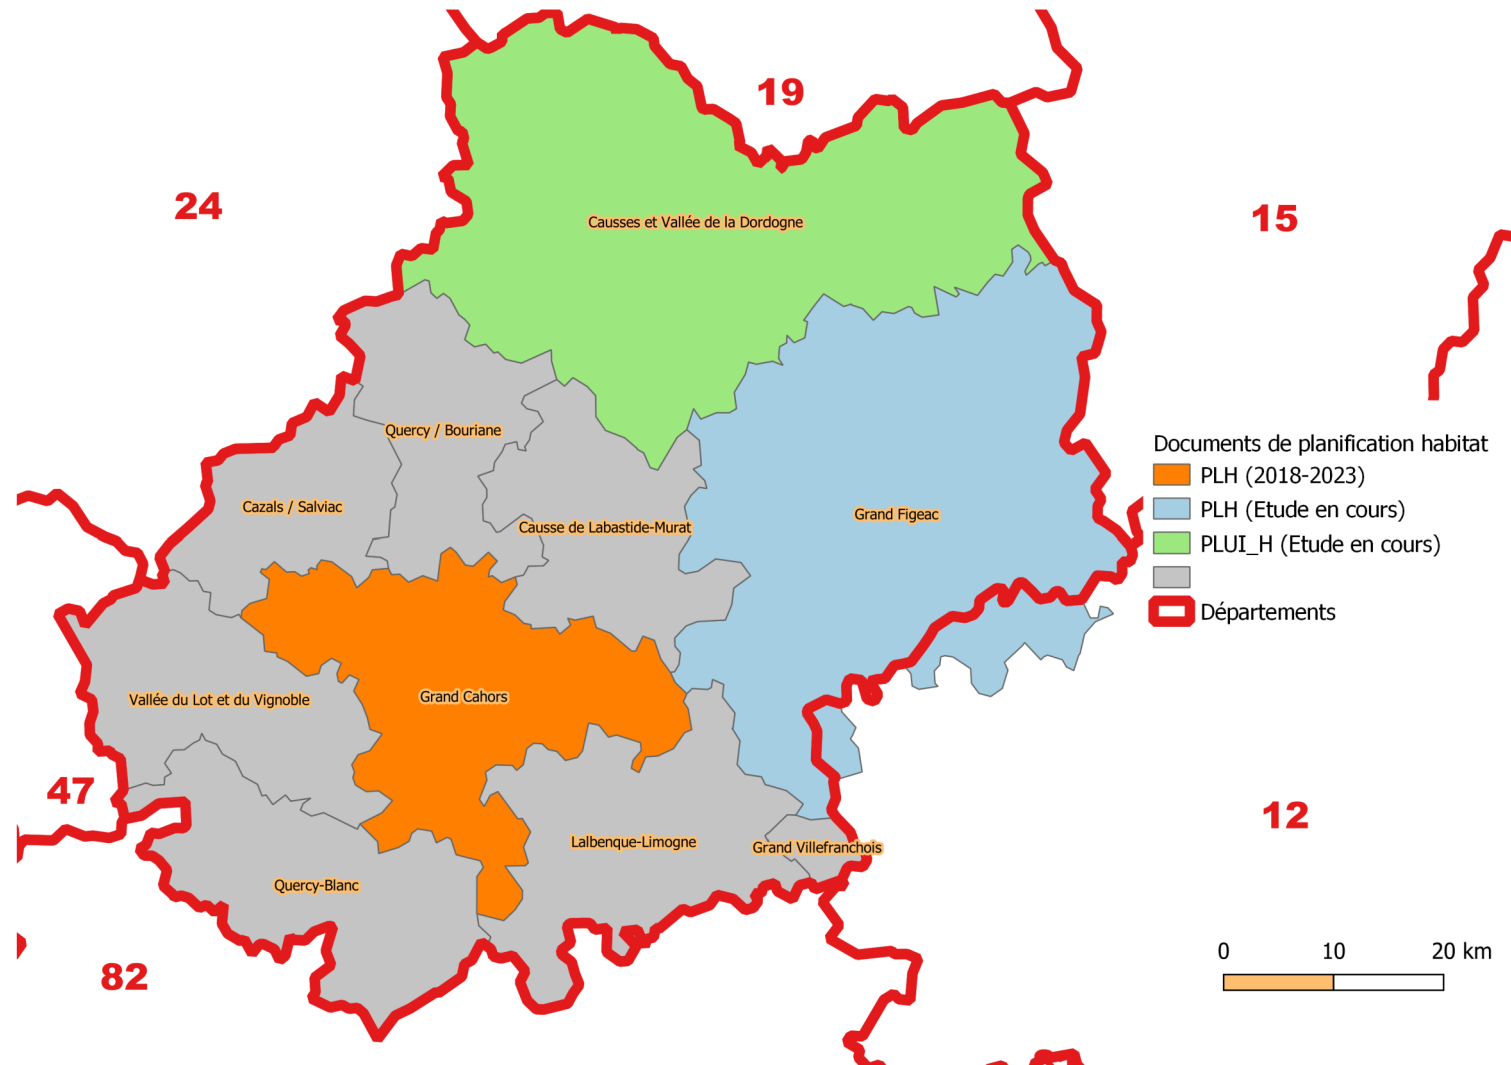 19
24
15
Causses et Vallée de la Dordogne
Quercy / Bouriane
Documents de planification habitat
PLH (2018-2023)
Cazals / Salviac
Causse de Labastide-Murat
Grand Figeac
PLH (Etude en cours)
PLUI_H (Etude en cours)
Départements
Vallée du Lot et du Vignoble
Grand Cahors
47
12
Lalbenque-Limogne
Grand Villefranchois
Quercy-Blanc
82
0 10 20 km